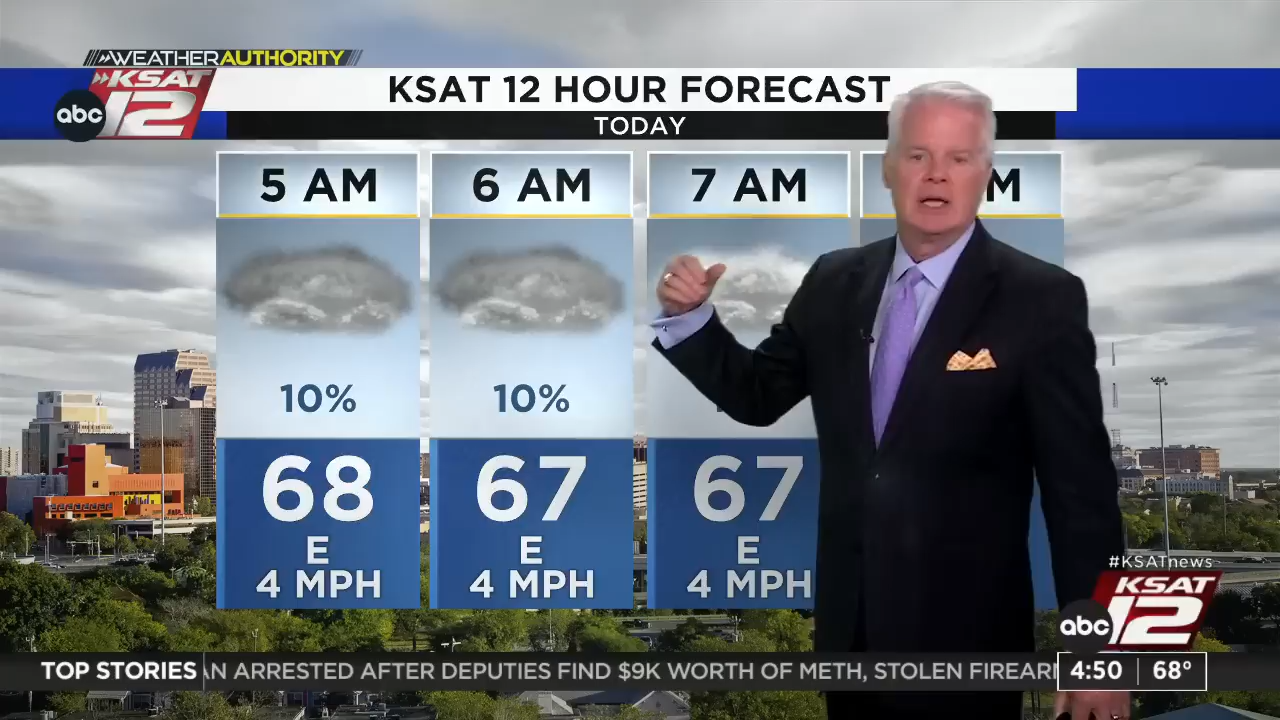 WEATHERAUTHORITY
KSAT
abc 12
KSAT 12 HOUR FORECAST
TODAY
5 AM
6 AM
7 AM
M
10%
10%
68
67
67
E
E
E
4 MPH
4 MPH
4 MPH
#KSATnews
KSAT
abc 12
TOP STORIES
AN ARRESTED AFTER DEPUTIES FIND $9K WORTH OF METH, STOLEN FIREAR
4:50 68°